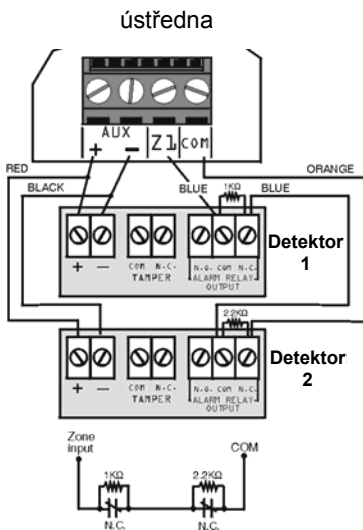 ústředna
+ AUX − Z1 COM
RED
ORANGE
BLACK
BLUE
1KΩ
BLUE
+ −
COM N.C.
TAMPER
N.O. COM N.C.
ALARM RELAY
OUTPUT
Detektor
1
2.2KΩ
+ −
COM N.C.
TAMPER
N.O. COM N.C.
ALARM RELAY
OUTPUT
Detektor
2
Zone
input
COM
1KΩ
2.2KΩ
N.C.
N.C.